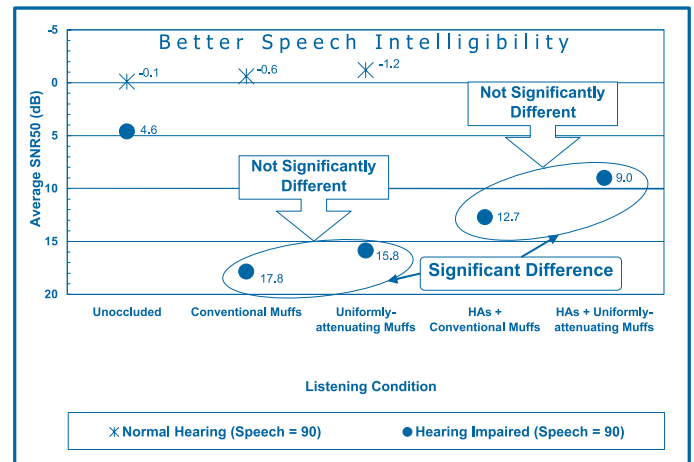 Better Speech Intelligibility
-5
0
5
10
15
20
Average SNR50 (dB)
-0.1
-0.6
-1.2
4.6
17.8
15.8
12.7
9.0
Not Significantly
Different
Not Significantly
Different
Significant Difference
Unoccluded
Conventional Muffs
Uniformly-
attenuating Muffs
HAs +
Conventional Muffs
HAs + Uniformly-
attenuating Muffs
Listening Condition
Normal Hearing (Speech = 90)
Hearing Impaired (Speech = 90)